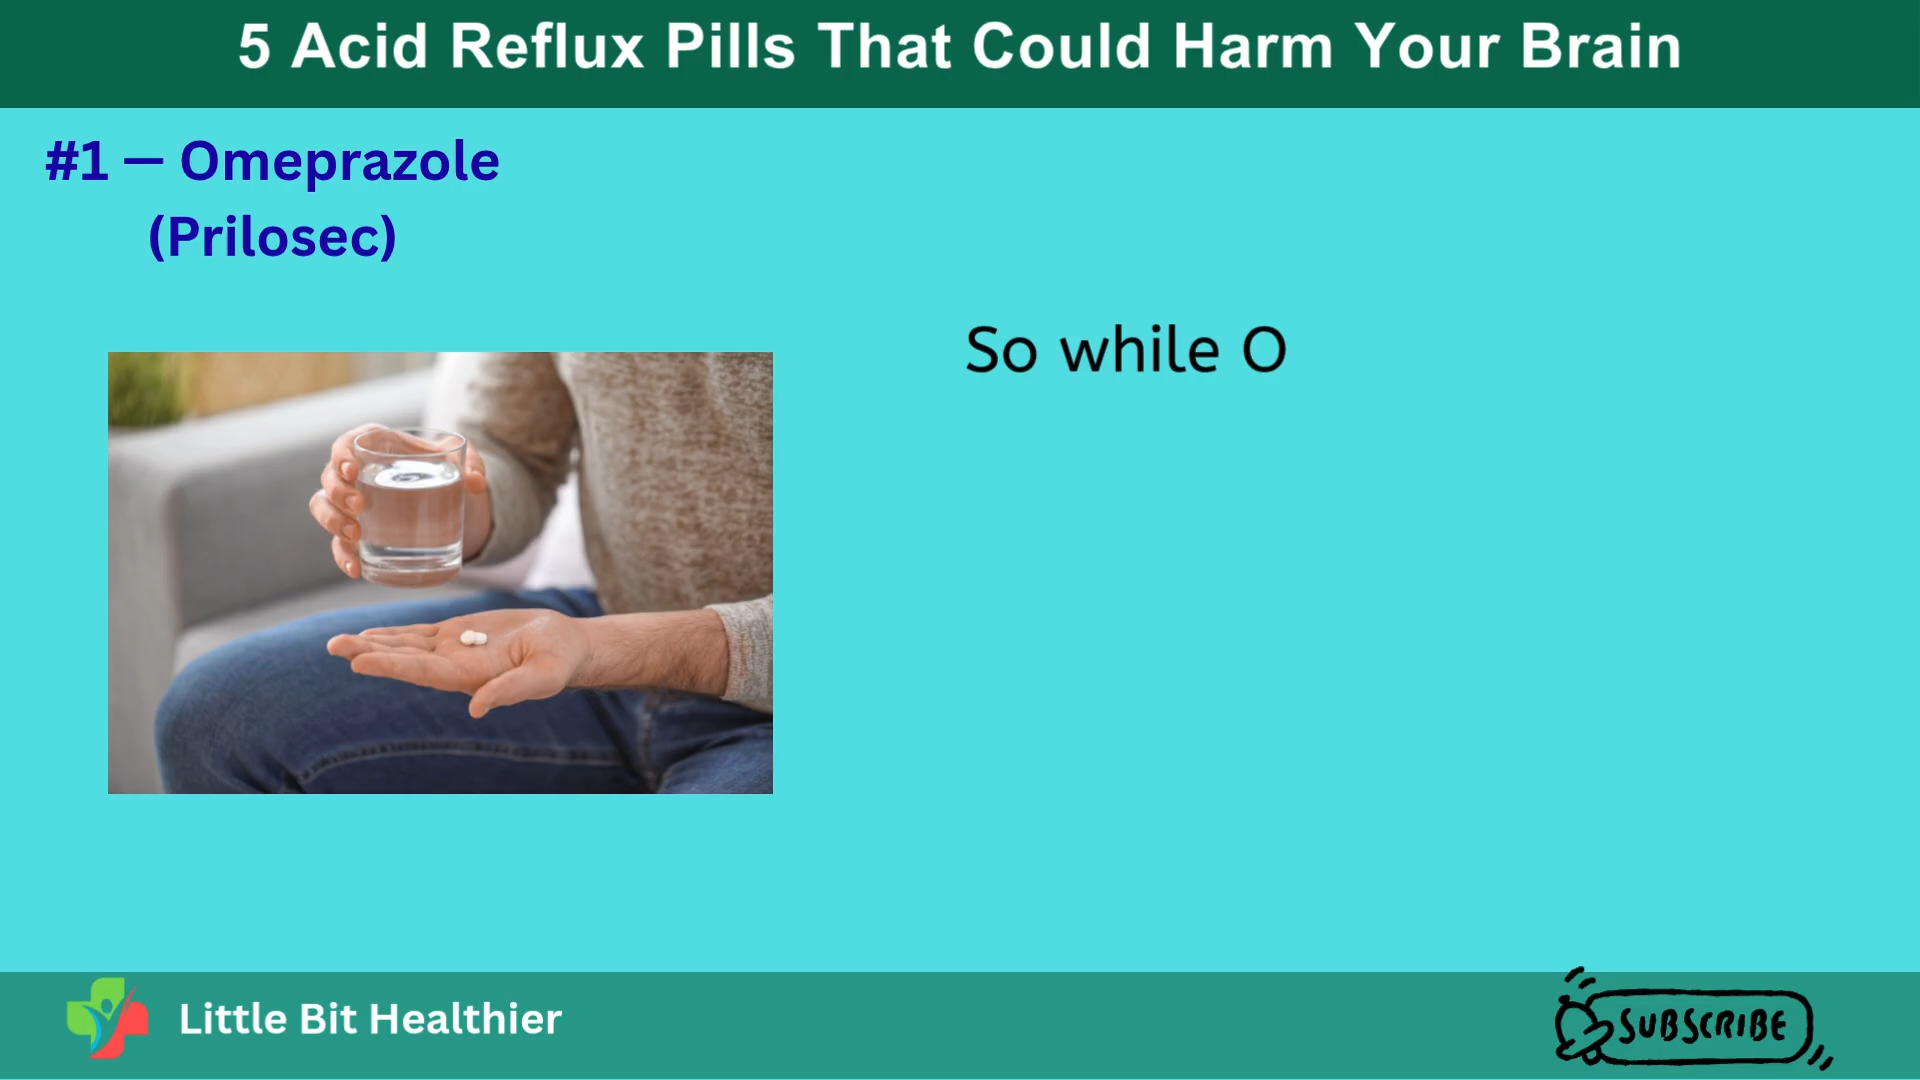 5 Acid Reflux Pills That Could Harm Your Brain
#1 — Omeprazole
(Prilosec)
So while O
Little Bit Healthier
SUBSCRIBE